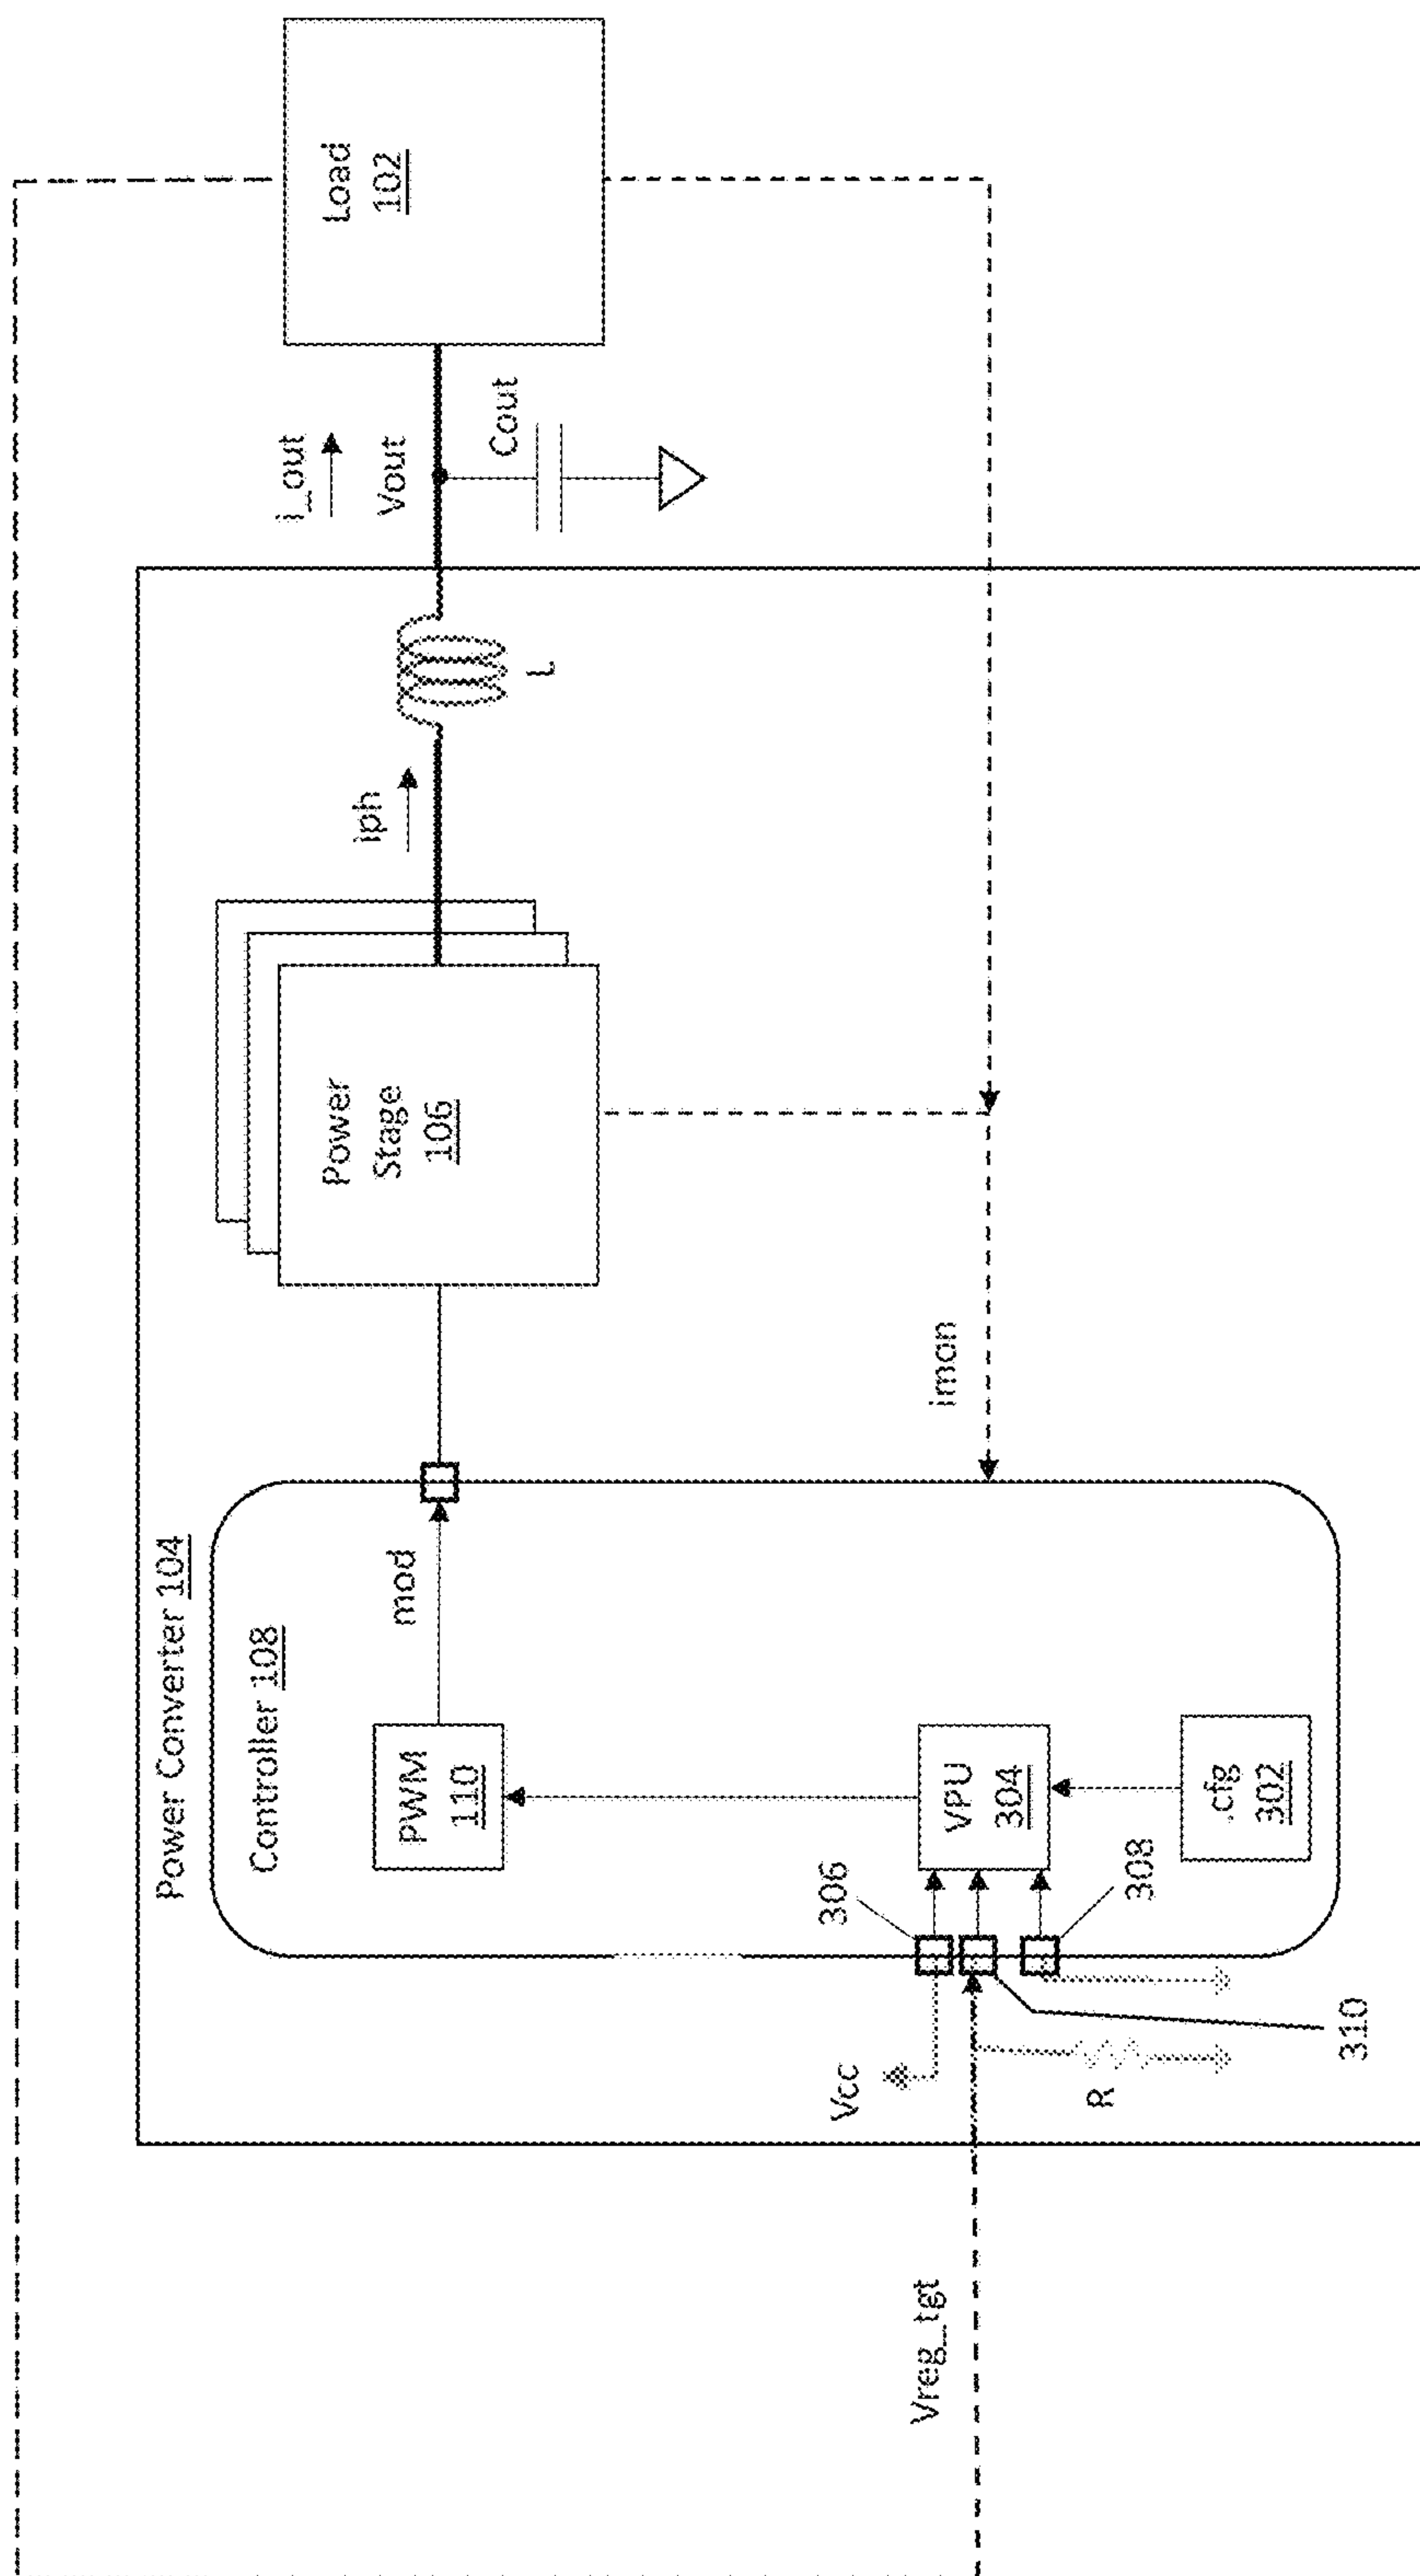 Power Converter 104
Controller 108
PWM
110
mod
Power
Stage
106
iph
L
i_out
Vout
Cout
Load
102
imon
Vreg_tgt
Vcc
306
VPU
304
.cfg
302
308
R
310